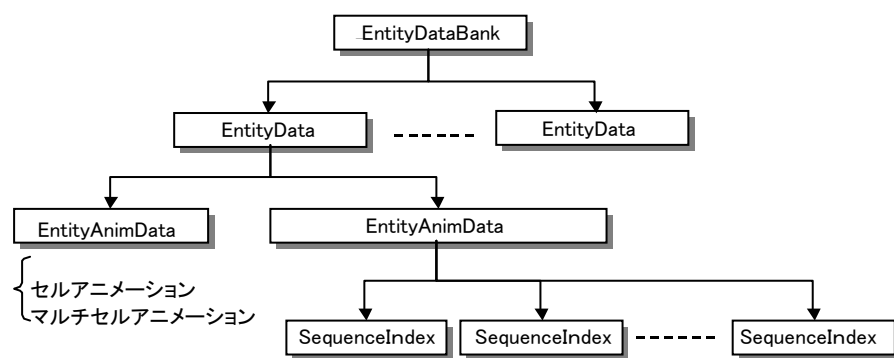 EntityDataBank
EntityData
EntityData
EntityAnimData
EntityAnimData
セルアニメーション
マルチセルアニメーション
SequenceIndex
SequenceIndex
SequenceIndex